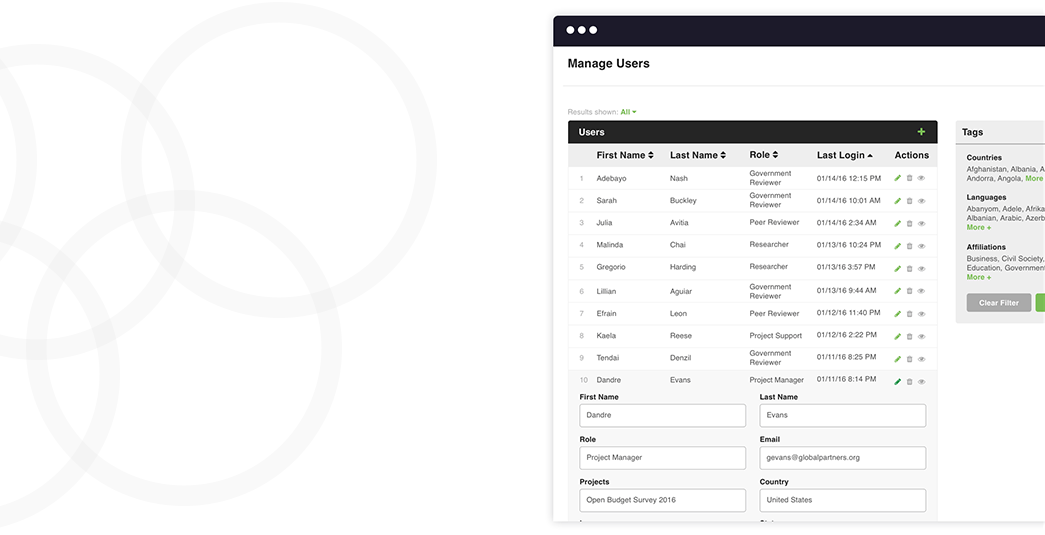 Manage Users
Results shown: All
Users +
First Name Last Name Role Last Login Actions
1 Adebayo Nash Government Reviewer 01/14/16 12:15 PM
2 Sarah Buckley Government Reviewer 01/14/16 10:01 AM
3 Julia Avitia Peer Reviewer 01/14/16 2:34 AM
4 Malinda Chai Researcher 01/13/16 10:24 PM
5 Gregorio Harding Researcher 01/13/16 3:57 PM
6 Lillian Aguiar Government Reviewer 01/13/16 9:44 AM
7 Efrain Leon Peer Reviewer 01/12/16 11:40 PM
8 Kaela Reese Project Support 01/12/16 2:22 PM
9 Tendai Denzil Government Reviewer 01/11/16 8:25 PM
10 Dandre Evans Project Manager 01/11/16 8:14 PM
First Name Last Name
Dandre Evans
Role Email
Project Manager gevans@globalpartners.org
Projects Country
Open Budget Survey 2016 United States
Tags
Countries
Afghanistan, Albania, A
Andorra, Angola, More
Languages
Abanyom, Adele, Afrika
Albanian, Arabic, Azerb
More +
Affiliations
Business, Civil Society,
Education, Government
More +
Clear Filter